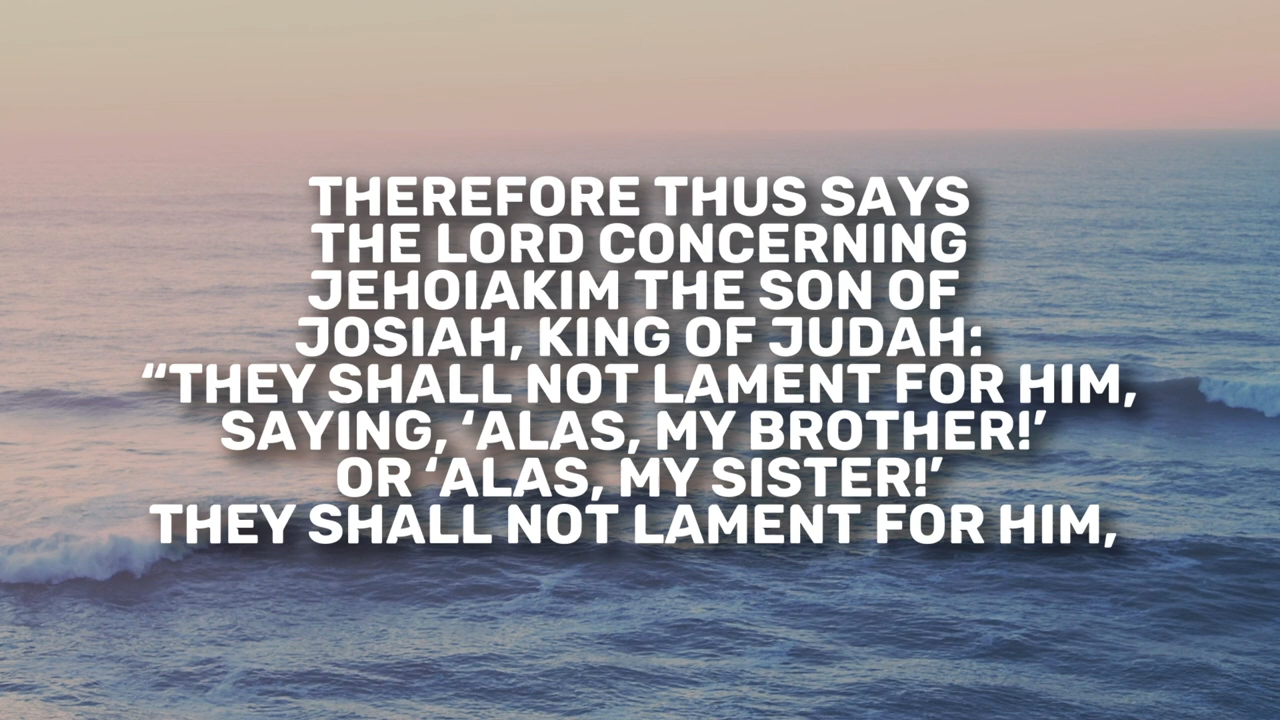 THEREFORE THUS SAYS
THE LORD CONCERNING
JEHOIAKIM THE SON OF
JOSIAH, KING OF JUDAH:
“THEY SHALL NOT LAMENT FOR HIM,
SAYING, ‘ALAS, MY BROTHER!’
OR ‘ALAS, MY SISTER!’
THEY SHALL NOT LAMENT FOR HIM,